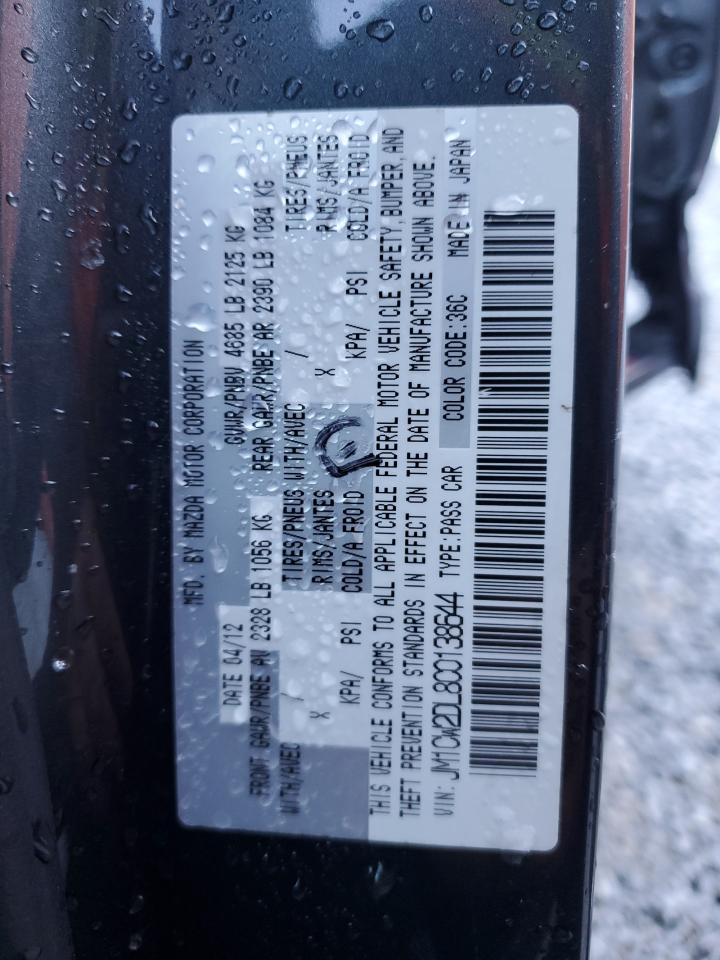 MFD. BY MAZDA MOTOR CORPORATION
DATE 04/12 GVWR/PNBV 4685 LB 2125 KG
FRONT GAWR/PNBE AV 2328 LB 1056 KG REAR GAWR/PNBE AR 2390 LB 1084 KG
WITH/AVEC / TIRES/PNEUS WITH/AVEC / TIRES/PNEUS
X RIMS/JANTES X RIMS/JANTES
KPA/ PSI COLD/A FROID KPA/ PSI COLD/A FROID
THIS VEHICLE CONFORMS TO ALL APPLICABLE FEDERAL MOTOR VEHICLE SAFETY, BUMPER, AND
THEFT PREVENTION STANDARDS IN EFFECT ON THE DATE OF MANUFACTURE SHOWN ABOVE.
VIN: JM1CW2DL8C0138644 TYPE:PASS CAR COLOR CODE:36C MADE IN JAPAN